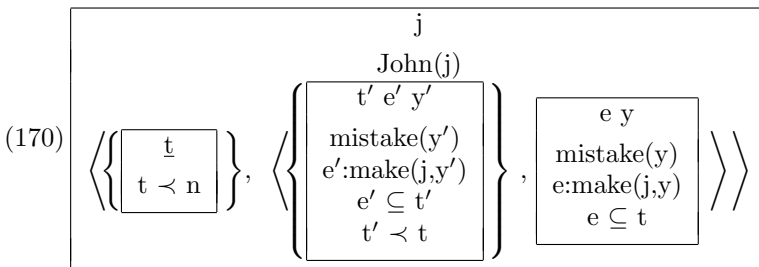 j
John(j)
t′ e′ y′
e y
(170) ⟨{ t , ⟨{ mistake(y′) mistake(y)
t ≺ n }, e′:make(j,y′) } , e:make(j,y) ⟩⟩
e′ ⊆ t′ e ⊆ t
t′ ≺ t